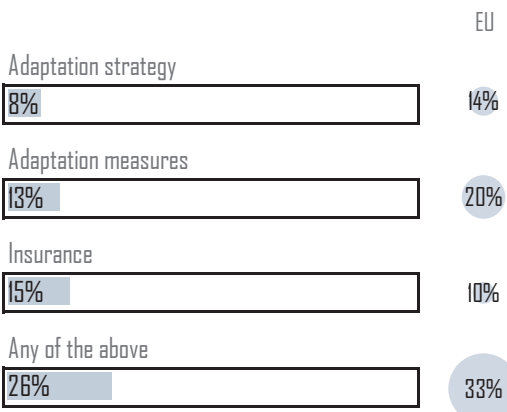 EU
Adaptation strategy
8% 14%
Adaptation measures
13% 20%
Insurance
15% 10%
Any of the above
26% 33%